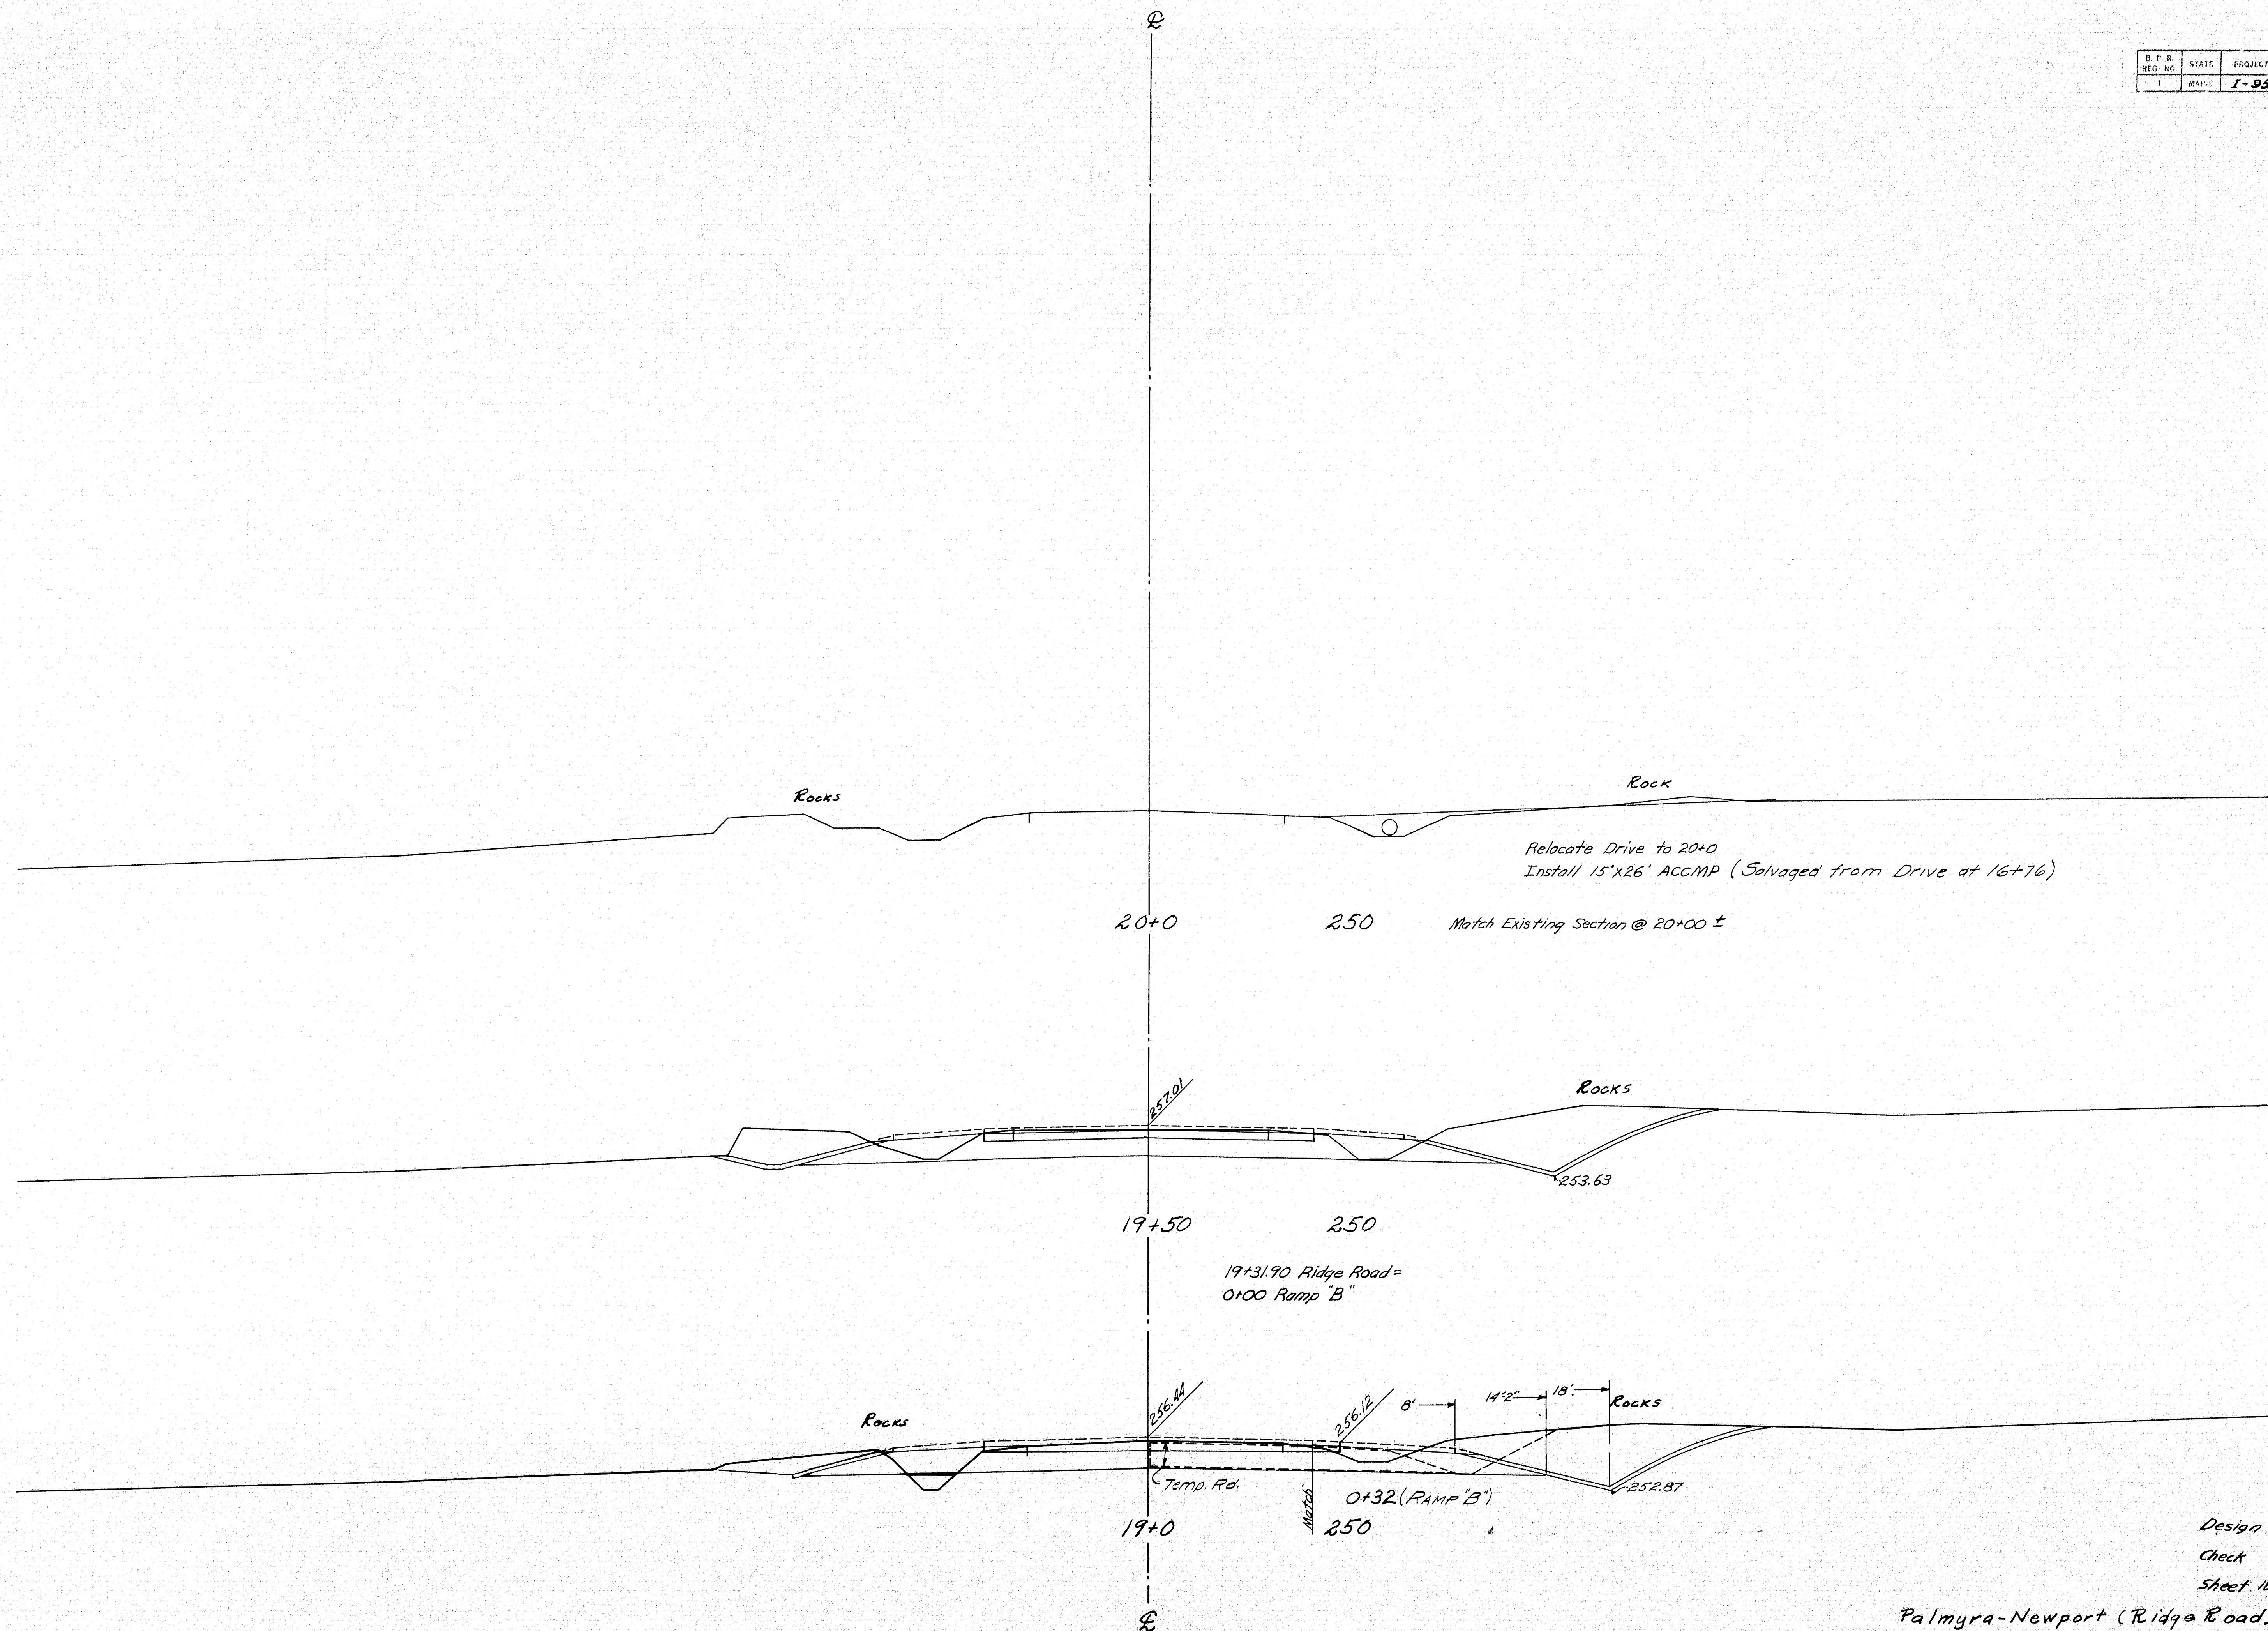 ℄
B. P. R. REG. NO. STATE PROJECT
1 MAINE I-95
Rocks
Rock
Relocate Drive to 20+0
Install 15"x26' ACCMP (Salvaged from Drive at 16+76)
20+0 250 Match Existing Section @ 20+00 ±
257.01
Rocks
253.63
19+50 250
19+31.90 Ridge Road=
0+00 Ramp "B"
256.44
256.12
8'
14'2"
18'
Rocks
Rocks
Temp. Rd.
Match
0+32 (RAMP "B")
252.87
19+0 250
Design
Check
Sheet
℄
Palmyra-Newport (Ridge Road)